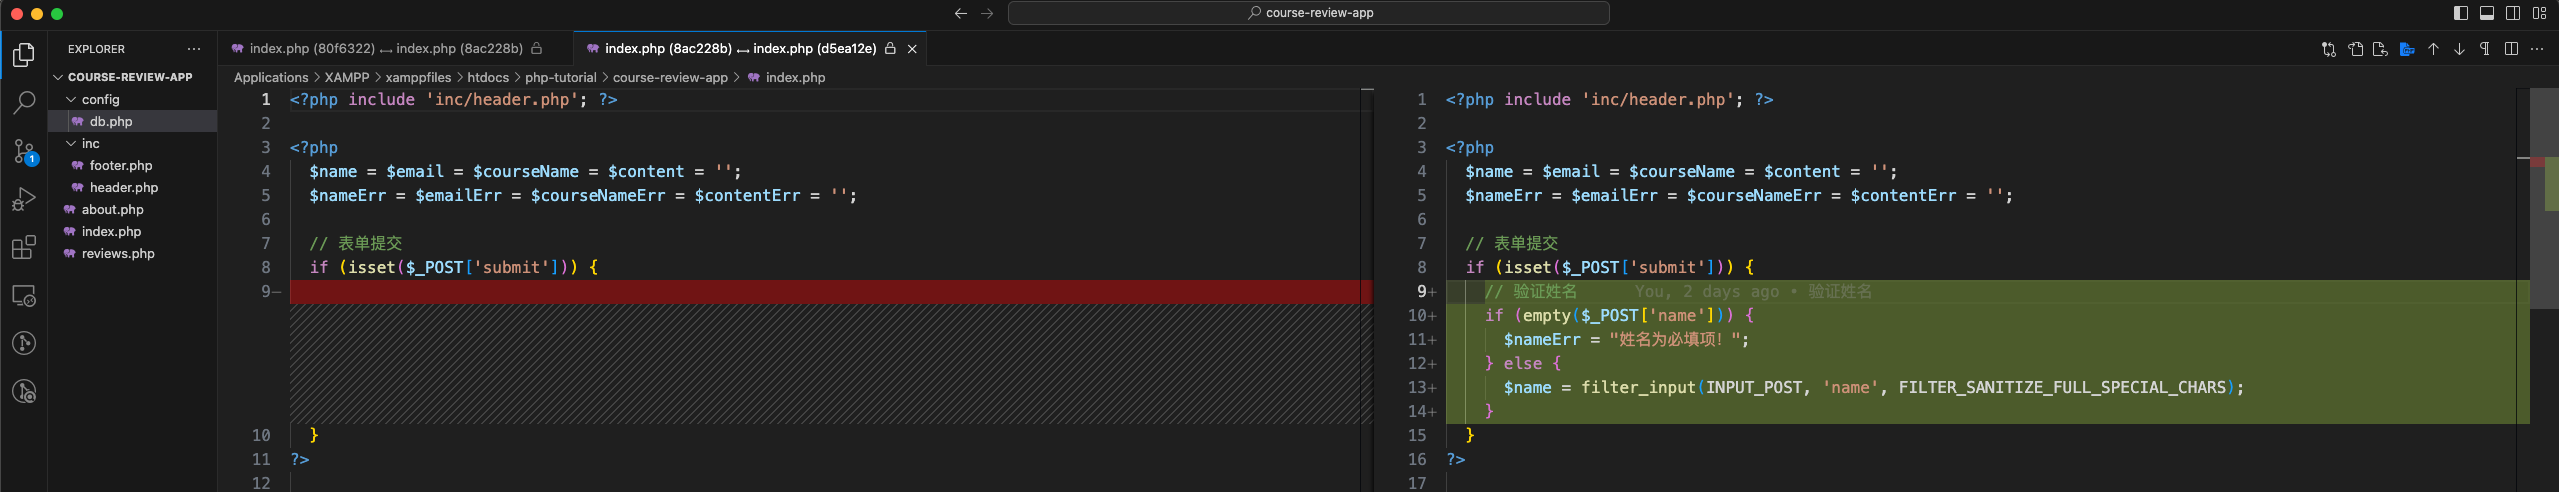 course-review-app
EXPLORER
COURSE-REVIEW-APP
config
db.php
inc
footer.php
header.php
about.php
index.php
reviews.php
1
index.php (80f6322) ↔ index.php (8ac228b)
index.php (8ac228b) ↔ index.php (d5ea12e)
Applications > XAMPP > xamppfiles > htdocs > php-tutorial > course-review-app > index.php
1 <?php include 'inc/header.php'; ?>
2
3 <?php
4 $name = $email = $courseName = $content = '';
5 $nameErr = $emailErr = $courseNameErr = $contentErr = '';
6
7 // 表单提交
8 if (isset($_POST['submit'])) {
9−
10 }
11 ?>
12
1 <?php include 'inc/header.php'; ?>
2
3 <?php
4 $name = $email = $courseName = $content = '';
5 $nameErr = $emailErr = $courseNameErr = $contentErr = '';
6
7 // 表单提交
8 if (isset($_POST['submit'])) {
9+ // 验证姓名 You, 2 days ago • 验证姓名
10+ if (empty($_POST['name'])) {
11+ $nameErr = "姓名为必填项！";
12+ } else {
13+ $name = filter_input(INPUT_POST, 'name', FILTER_SANITIZE_FULL_SPECIAL_CHARS);
14+ }
15 }
16 ?>
17